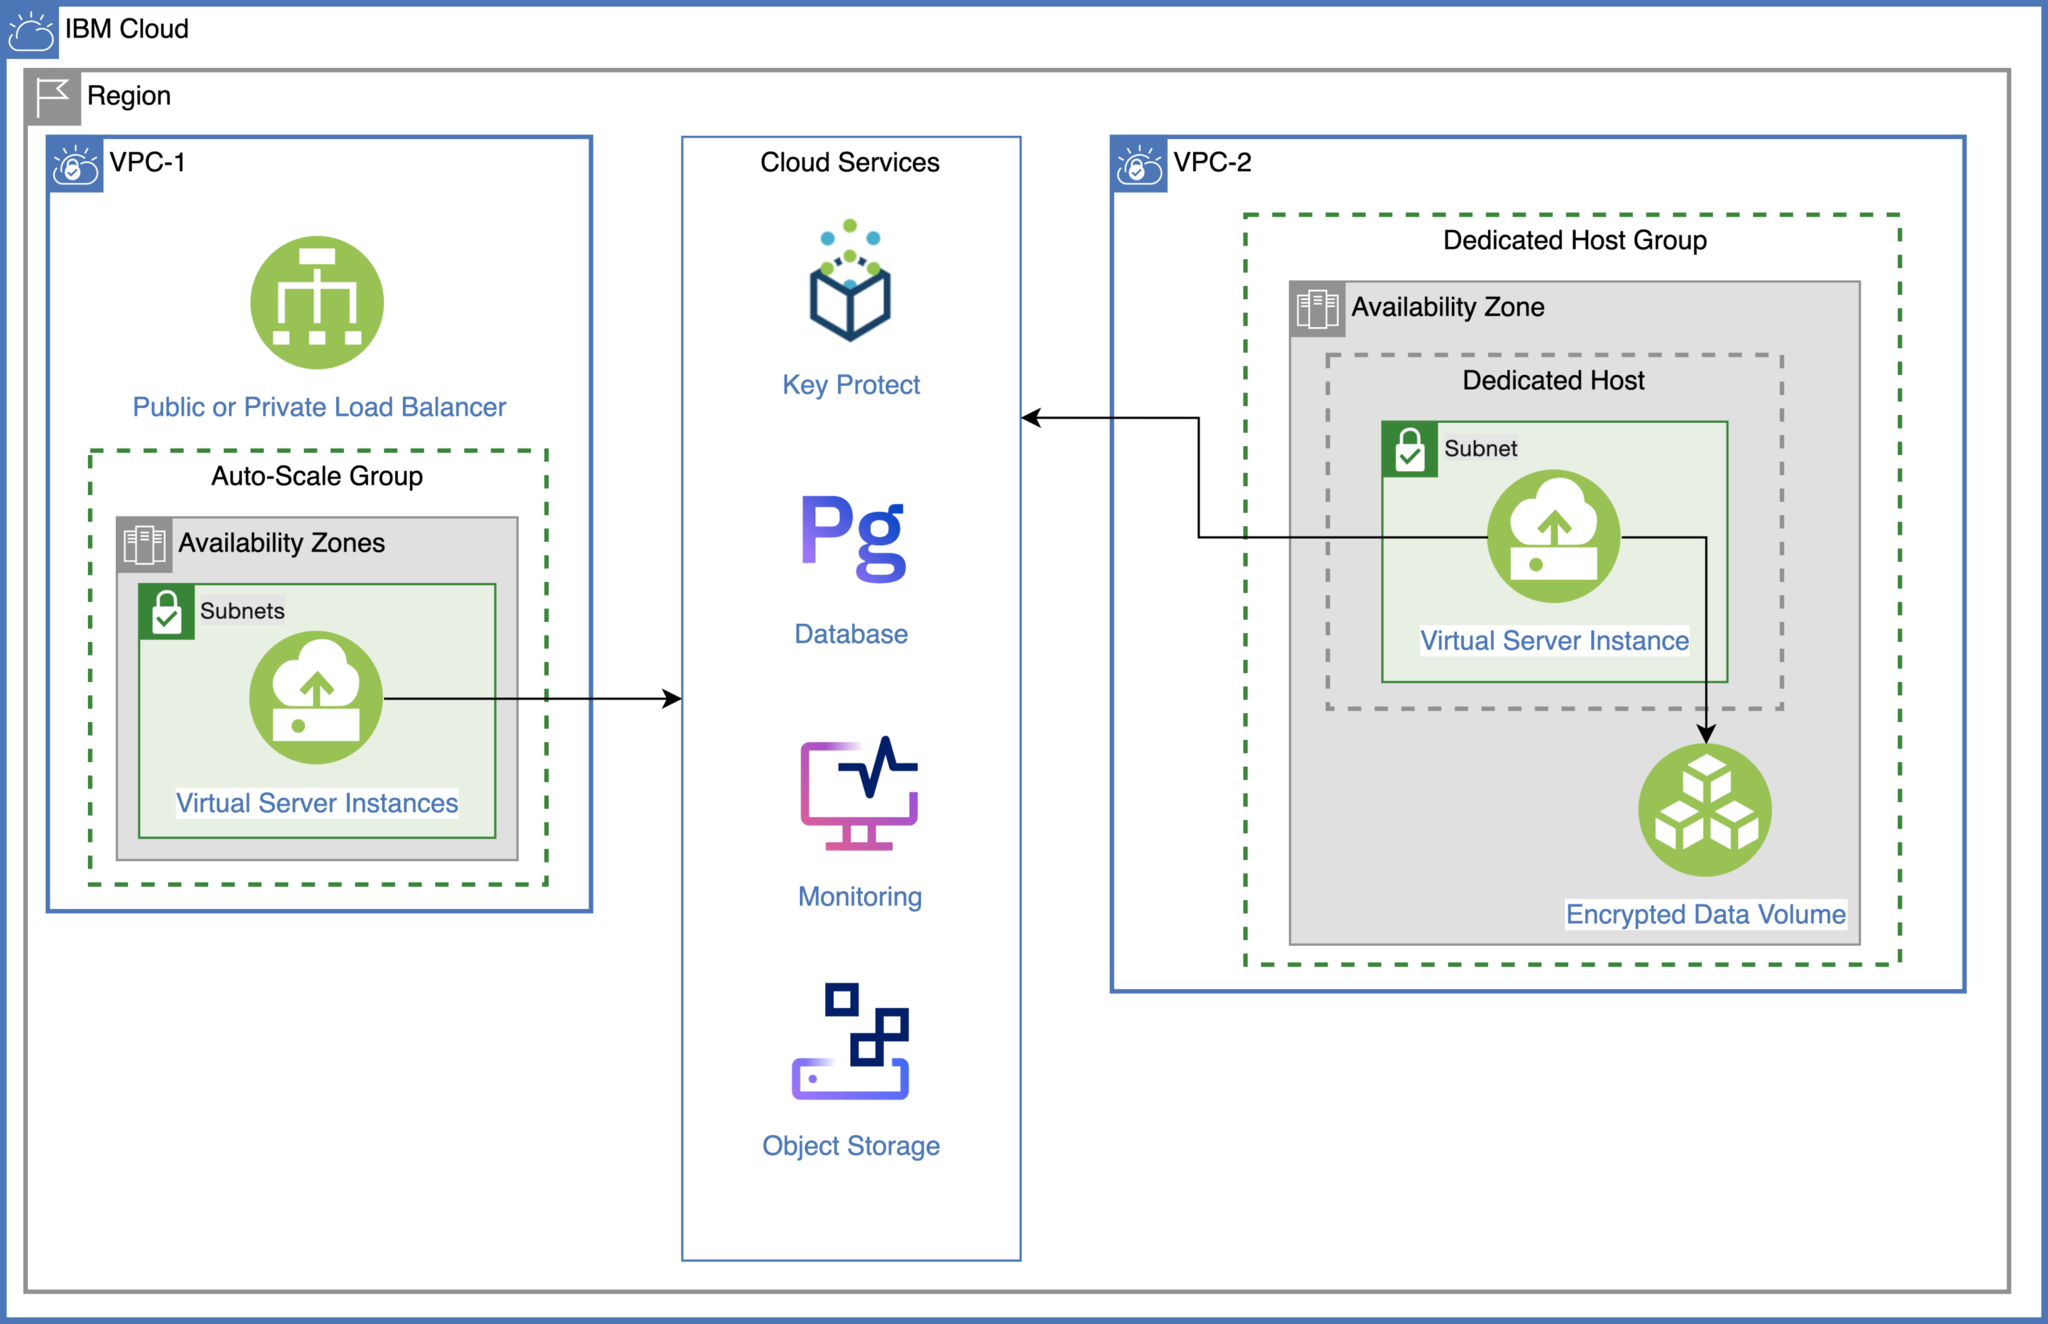 IBM Cloud
Region
VPC-1
Public or Private Load Balancer
Auto-Scale Group
Availability Zones
Subnets
Virtual Server Instances
Cloud Services
Key Protect
Pg
Database
Monitoring
Object Storage
VPC-2
Dedicated Host Group
Availability Zone
Dedicated Host
Subnet
Virtual Server Instance
Encrypted Data Volume